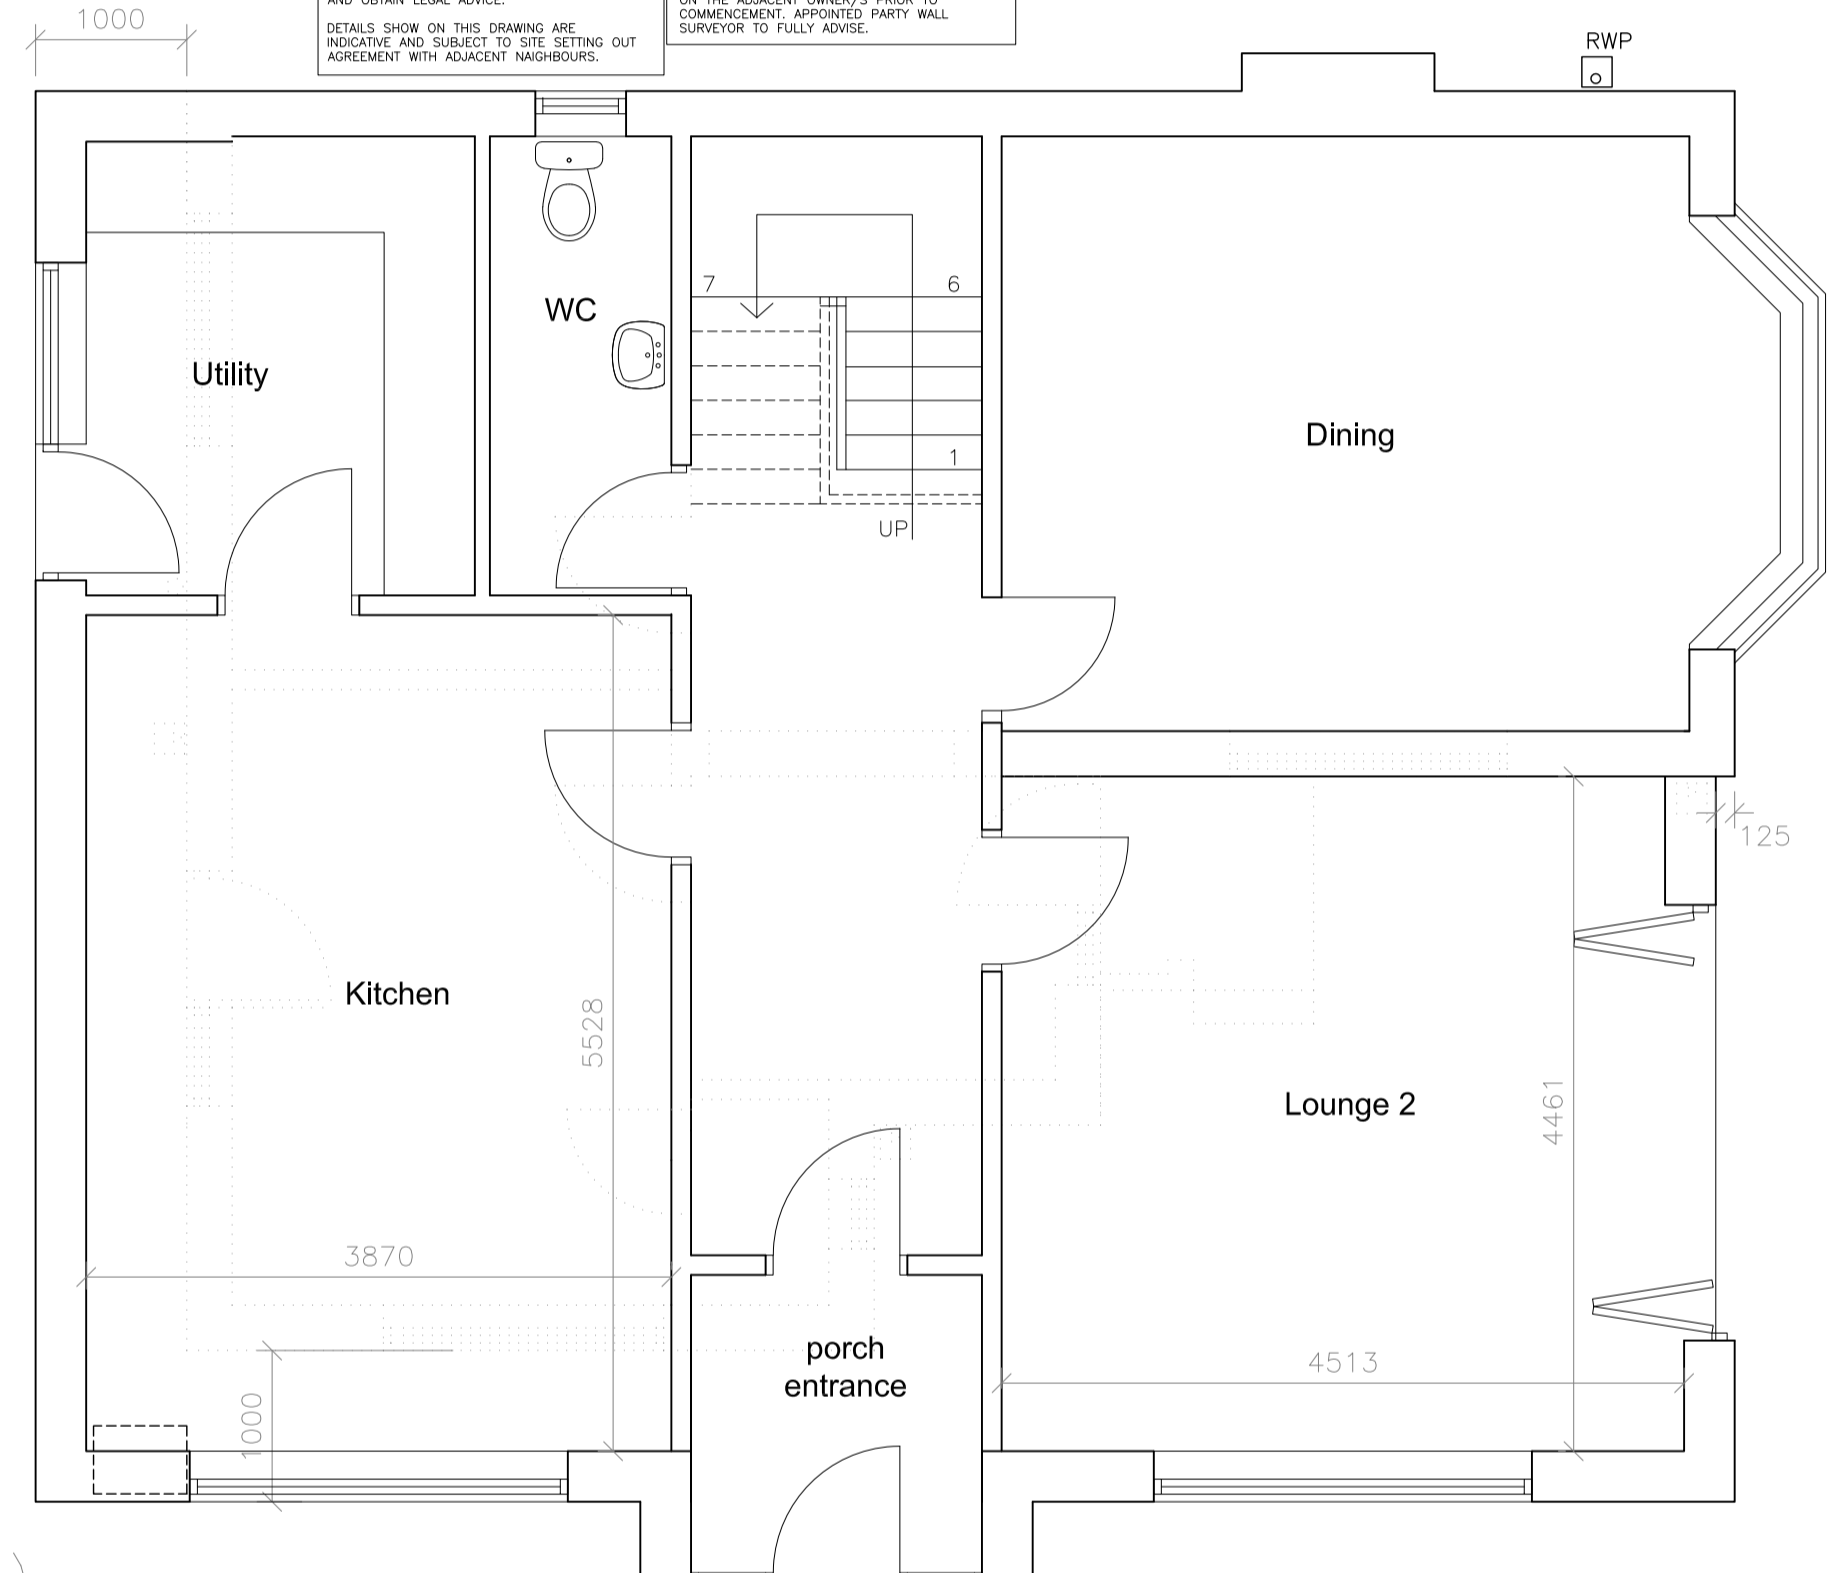 AND OBTAIN LEGAL ADVICE.
DETAILS SHOW ON THIS DRAWING ARE
INDICATIVE AND SUBJECT TO SITE SETTING OUT
AGREEMENT WITH ADJACENT NAIGHBOURS.
ON THE ADJACENT OWNER/S PRIOR TO
COMMENCEMENT. APPOINTED PARTY WALL
SURVEYOR TO FULLY ADVISE.
1000
RWP
7
6
WC
Utility
Dining
1
UP
125
Kitchen
5528
Lounge 2
4461
3870
porch
entrance
4513
1000